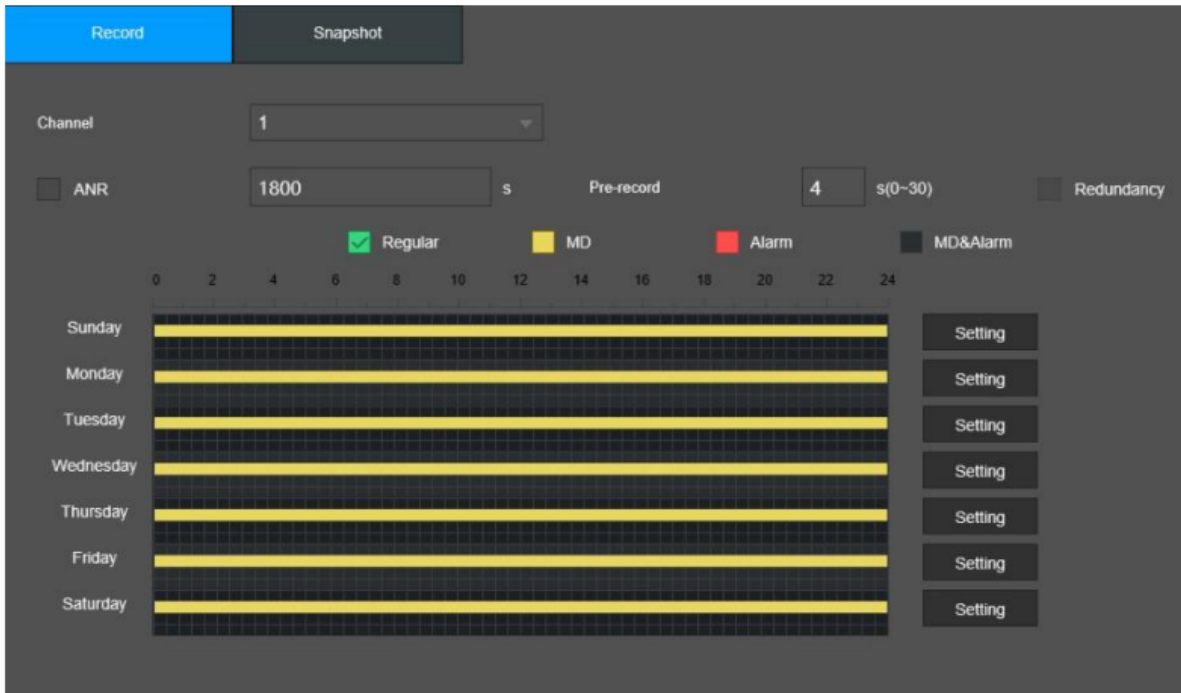 Record Snapshot
Channel 1
ANR 1800 s Pre-record 4 s(0~30) Redundancy
Regular MD Alarm MD&Alarm
0 2 4 6 8 10 12 14 16 18 20 22 24
Sunday Setting
Monday Setting
Tuesday Setting
Wednesday Setting
Thursday Setting
Friday Setting
Saturday Setting